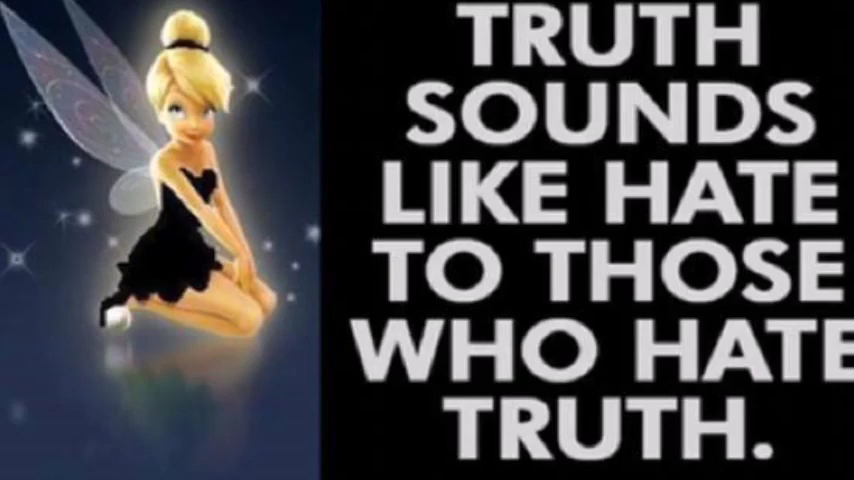 TRUTH
SOUNDS
LIKE HATE
TO THOSE
WHO HATE
TRUTH.